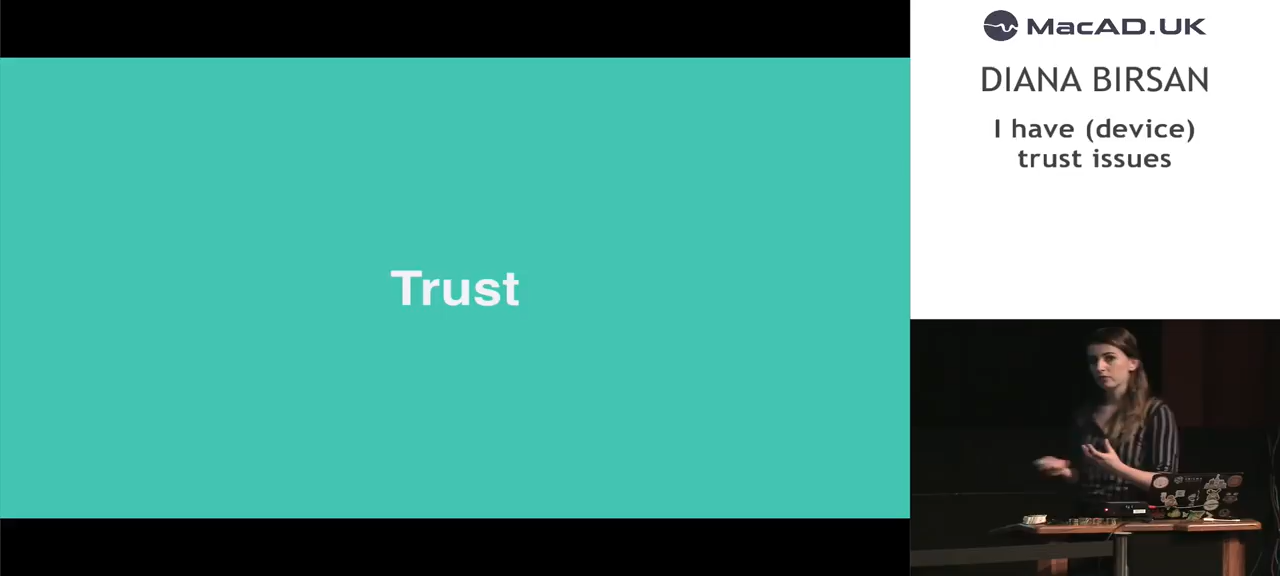 Trust
MacAD.UK
DIANA BIRSAN
I have (device)
trust issues